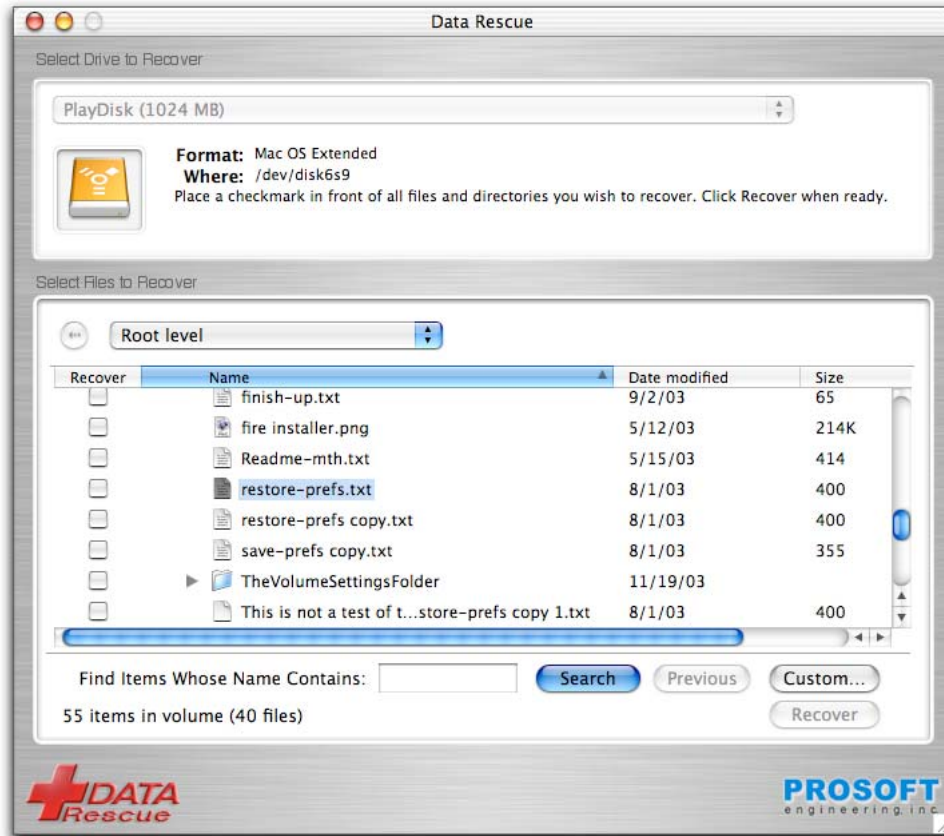 Data Rescue
Select Drive to Recover
PlayDisk (1024 MB)
Format: Mac OS Extended
Where: /dev/disk6s9
Place a checkmark in front of all files and directories you wish to recover. Click Recover when ready.
Select Files to Recover
Root level
Recover Name Date modified Size
finish-up.txt 9/2/03 65
fire installer.png 5/12/03 214K
Readme-mth.txt 5/15/03 414
restore-prefs.txt 8/1/03 400
restore-prefs copy.txt 8/1/03 400
save-prefs copy.txt 8/1/03 355
TheVolumeSettingsFolder 11/19/03
This is not a test of t...store-prefs copy 1.txt 8/1/03 400
Find Items Whose Name Contains: Search Previous Custom...
55 items in volume (40 files) Recover
DATA PROSOFT
Rescue engineering, inc.